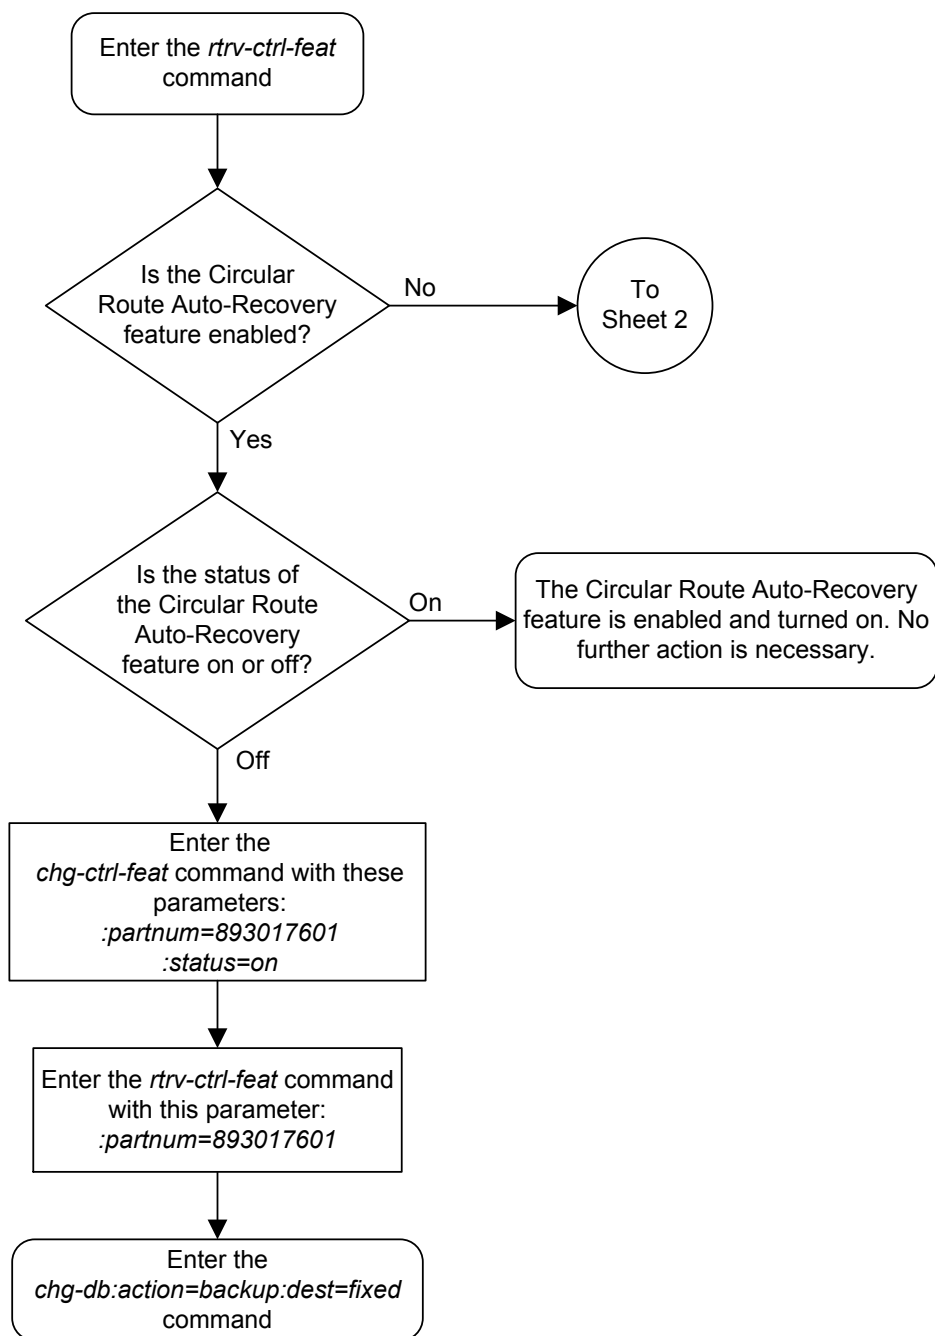 Enter the rtrv-ctrl-feat
command
Is the Circular
Route Auto-Recovery
feature enabled?
No
To
Sheet 2
Yes
Is the status of
the Circular Route
Auto-Recovery
feature on or off?
On
The Circular Route Auto-Recovery
feature is enabled and turned on. No
further action is necessary.
Off
Enter the
chg-ctrl-feat command with these
parameters:
:partnum=893017601
:status=on
Enter the rtrv-ctrl-feat command
with this parameter:
:partnum=893017601
Enter the
chg-db:action=backup:dest=fixed
command